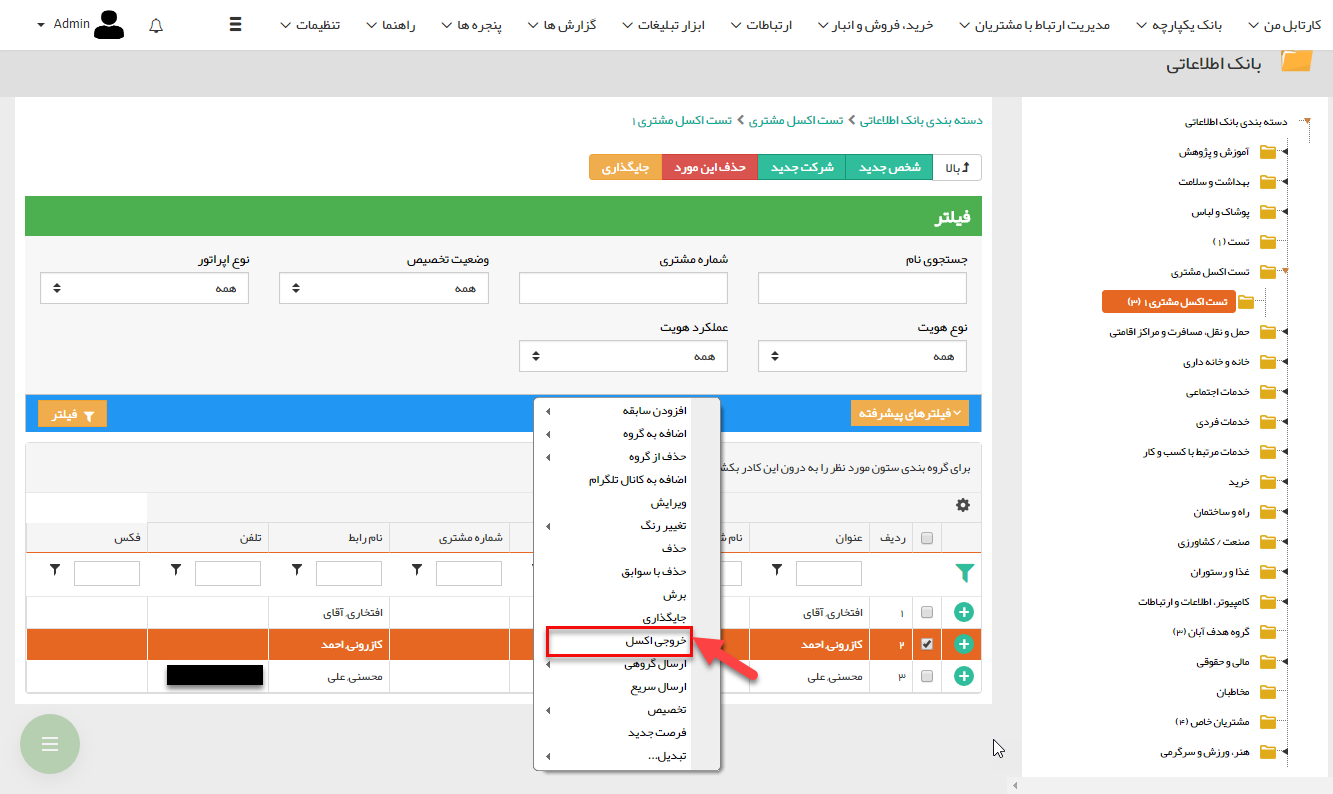 کارتابل من
بانک یکپارچه
مدیریت ارتباط با مشتریان
خرید، فروش و انبار
ارتباطات
ابزار تبلیغات
گزارش ها
پنجره ها
راهنما
تنظیمات
Admin
بانک اطلاعاتی
دسته بندی بانک اطلاعاتی
آموزش و پژوهش
بهداشت و سلامت
پوشاک و لباس
تست (۱)
تست اکسل مشتری
تست اکسل مشتری ۱ (۳)
حمل و نقل، مسافرت و مراکز اقامتی
خانه و خانه داری
خدمات اجتماعی
خدمات فردی
خدمات مرتبط با کسب و کار
خرید
راه و ساختمان
صنعت / کشاورزی
غذا و رستوران
کامپیوتر، اطلاعات و ارتباطات
گروه هدف آبان (۳)
مالی و حقوقی
مخاطبان
مشتریان خاص (۴)
هنر، ورزش و سرگرمی
دسته بندی بانک اطلاعاتی > تست اکسل مشتری > تست اکسل مشتری ۱
بالا
شخص جدید
شرکت جدید
حذف این مورد
جایگذاری
فیلتر
جستجوی نام
شماره مشتری
وضعیت تخصیص
همه
نوع اپراتور
همه
نوع هویت
همه
عملکرد هویت
همه
فیلترهای پیشرفته
فیلتر
برای گروه بندی ستون مورد نظر را به درون این کادر بکش
ردیف عنوان نام ش شماره مشتری نام رابط تلفن فکس
۱ افتخاری,آقای افتخاری,آقای
۲ کازرونی,احمد کازرونی,احمد
۳ محسنی,علی محسنی,علی
افزودن سابقه
اضافه به گروه
حذف از گروه
اضافه به کانال تلگرام
ویرایش
تغییر رنگ
حذف
حذف با سوابق
برش
جایگذاری
خروجی اکسل
ارسال گروهی
ارسال سریع
تخصیص
فرصت جدید
تبدیل...